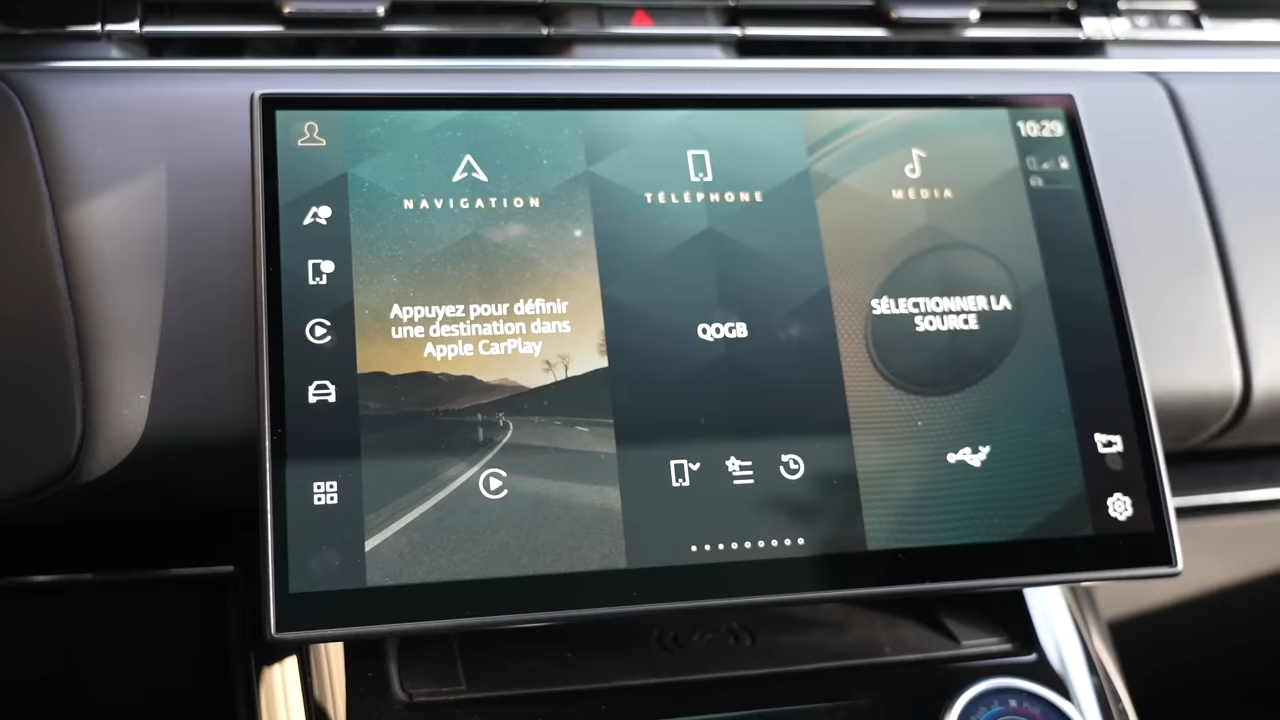 10:29
NAVIGATION
TÉLÉPHONE
MÉDIA
Appuyez pour définir
une destination dans
Apple CarPlay
QOGB
SÉLECTIONNER LA
SOURCE